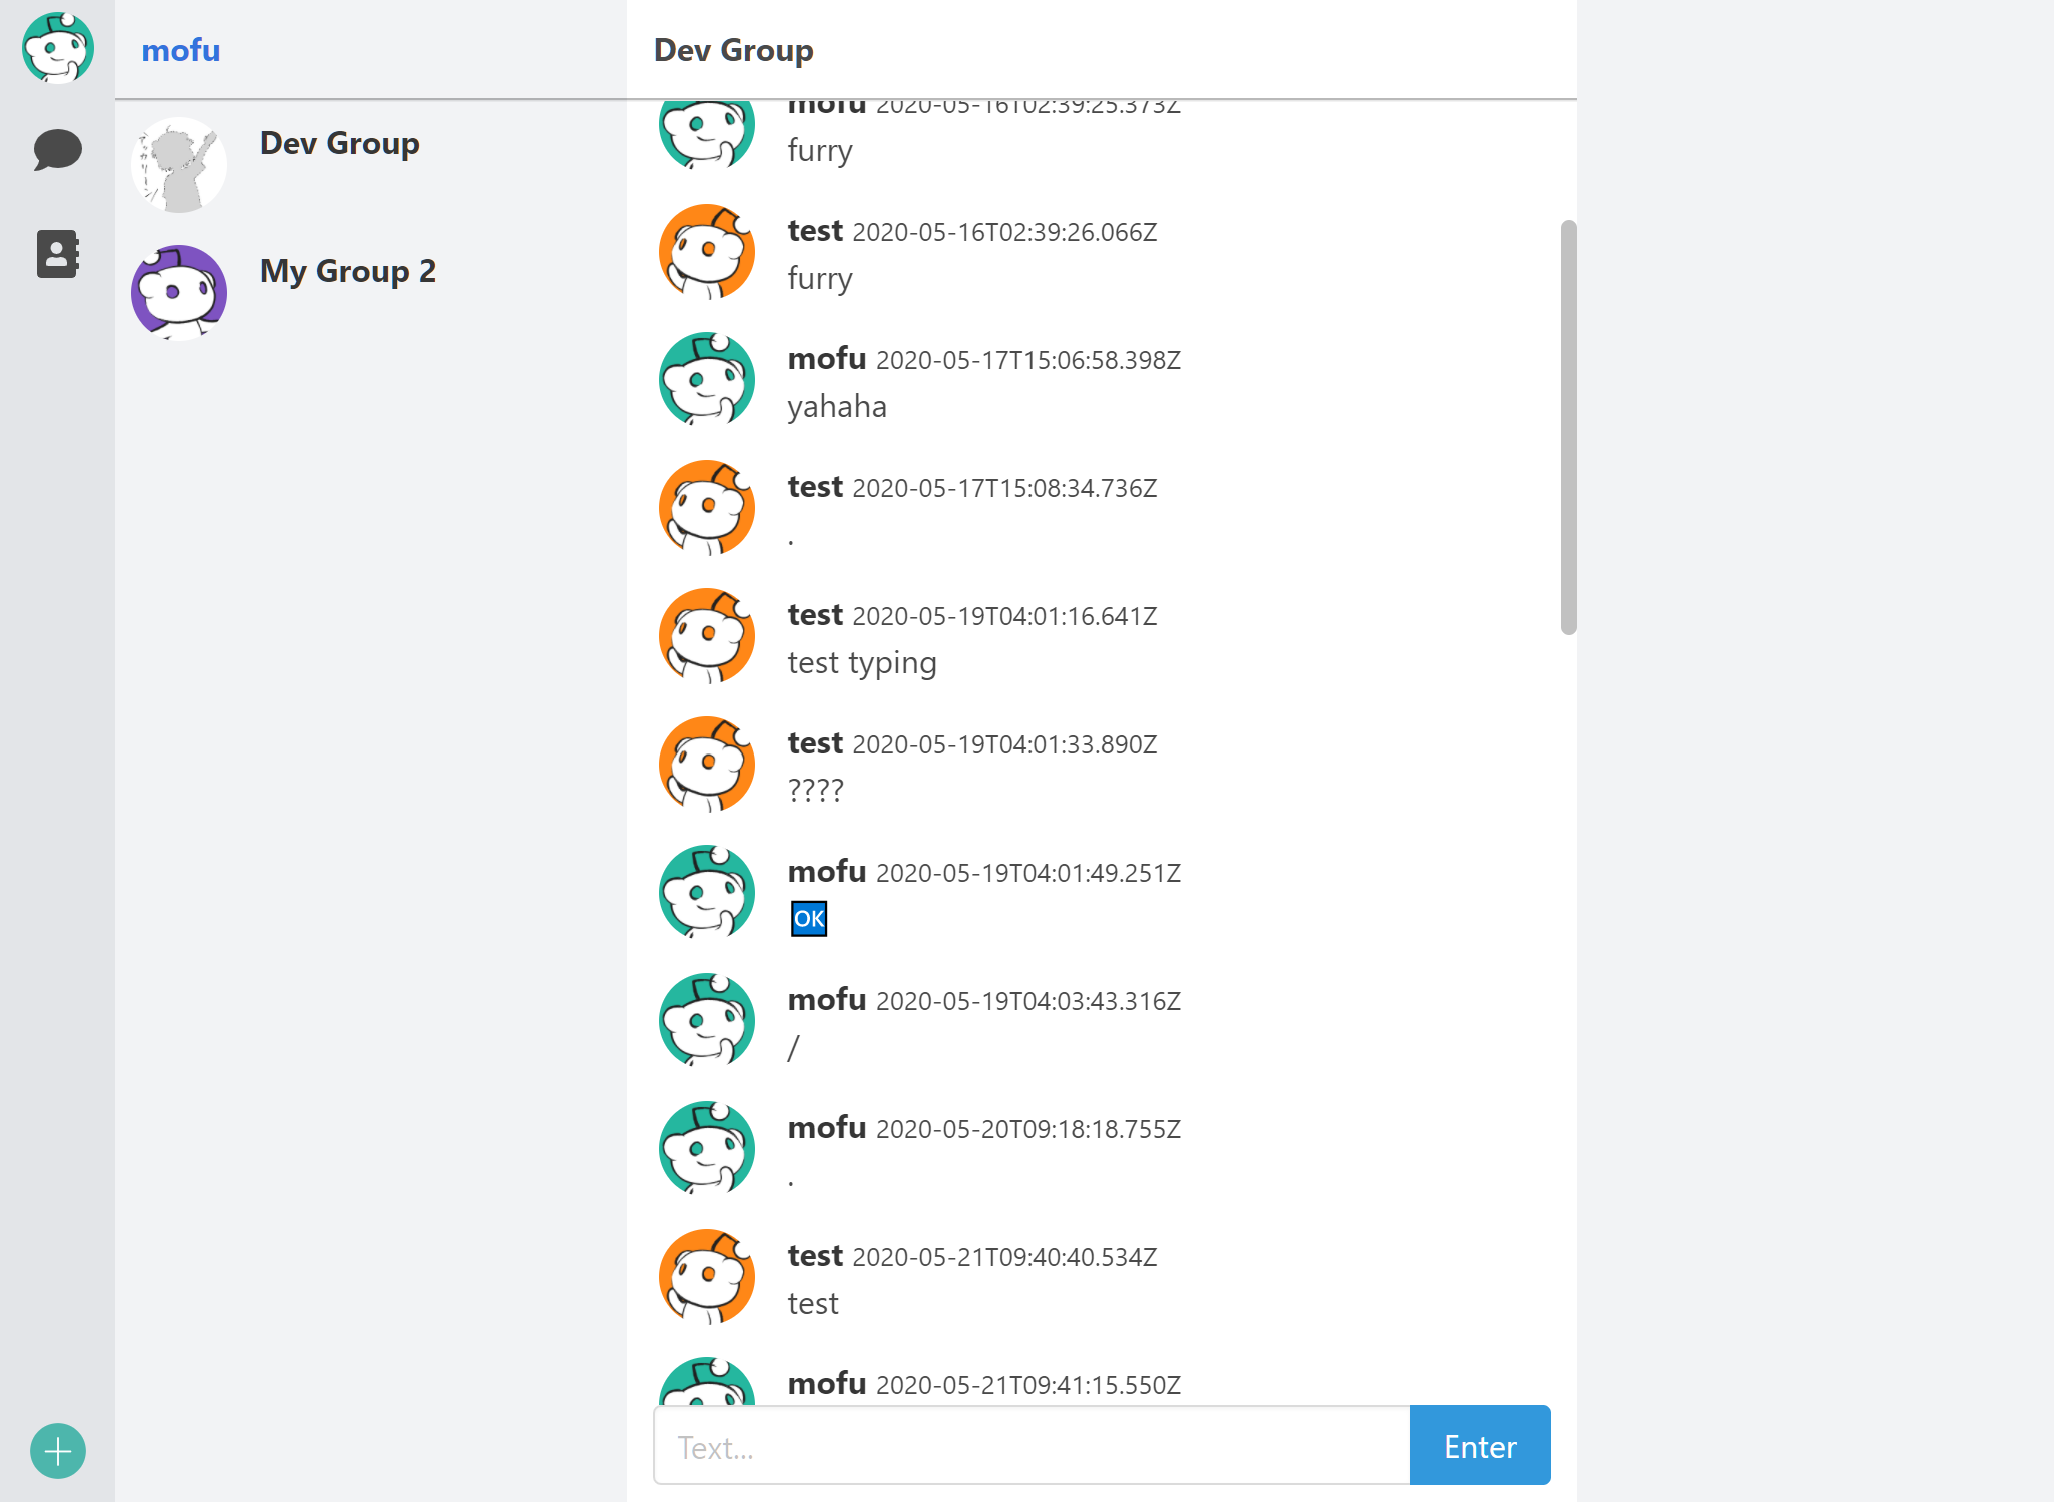 mofu
Dev Group
My Group 2
Dev Group
mofu 2020-05-16T02:39:25.373Z
furry
test 2020-05-16T02:39:26.066Z
furry
mofu 2020-05-17T15:06:58.398Z
yahaha
test 2020-05-17T15:08:34.736Z
.
test 2020-05-19T04:01:16.641Z
test typing
test 2020-05-19T04:01:33.890Z
????
mofu 2020-05-19T04:01:49.251Z
OK
mofu 2020-05-19T04:03:43.316Z
/
mofu 2020-05-20T09:18:18.755Z
.
test 2020-05-21T09:40:40.534Z
test
mofu 2020-05-21T09:41:15.550Z
Text...
Enter